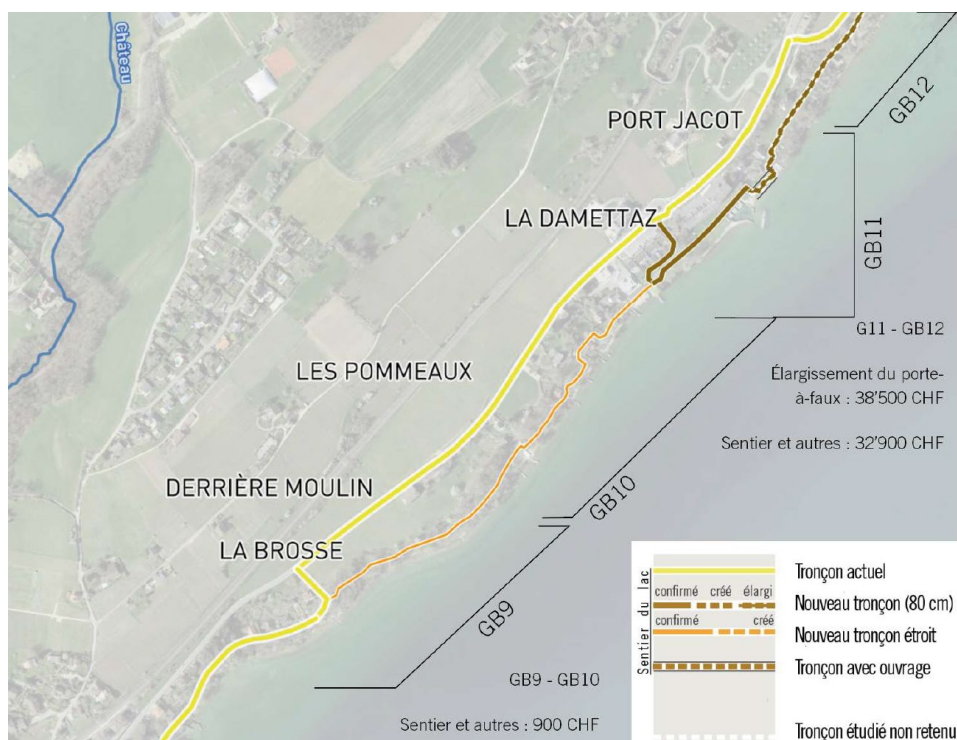 Château
GB12
PORT JACOT
LA DAMETTAZ
GB11
G11 - GB12
LES POMMEAUX
Élargissement du porte-
à-faux : 38'500 CHF
Sentier et autres : 32'900 CHF
GB10
DERRIÈRE MOULIN
LA BROSSE
GB9
GB9 - GB10
Sentier et autres : 900 CHF
Sentier du lac
Tronçon actuel
confirmé créé élargi
Nouveau tronçon (80 cm)
confirmé créé
Nouveau tronçon étroit
Tronçon avec ouvrage
Tronçon étudié non retenu